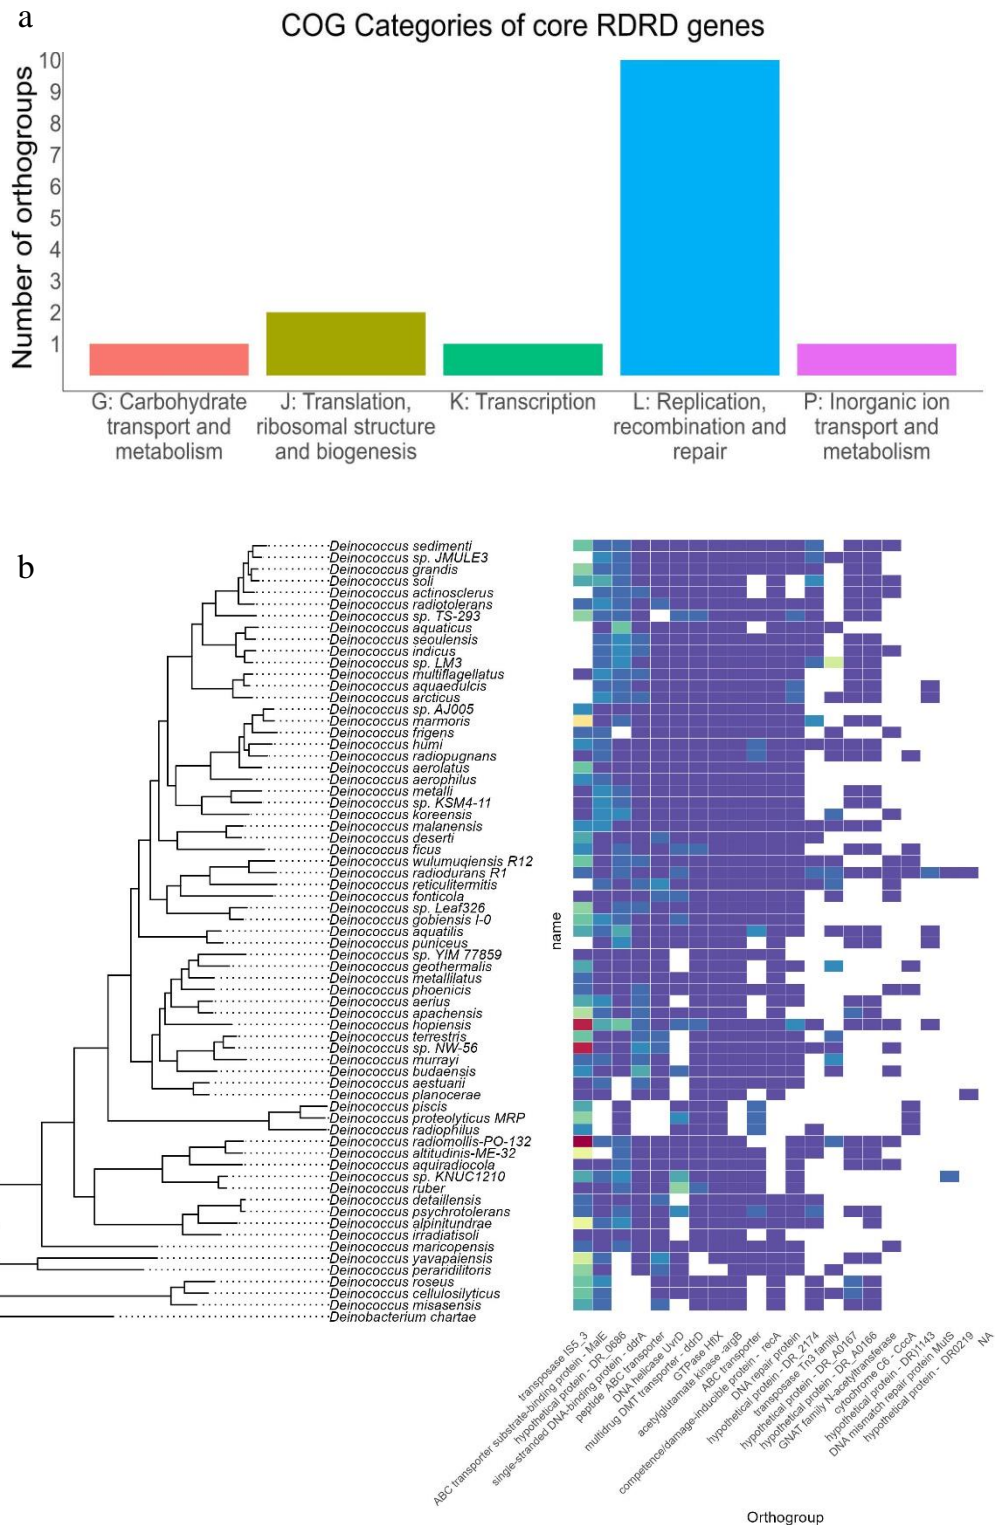 a
COG Categories of core RDRD genes
Number of orthogroups
10
9
8
7
6
5
4
3
2
1
G: Carbohydrate
transport and
metabolism
J: Translation,
ribosomal structure
and biogenesis
K: Transcription
L: Replication,
recombination and
repair
P: Inorganic ion
transport and
metabolism
b
Deinococcus sedimenti
Deinococcus sp. JMULE3
Deinococcus grandis
Deinococcus soli
Deinococcus actinosclerus
Deinococcus radiotolerans
Deinococcus sp. TS-293
Deinococcus aquaticus
Deinococcus seoulensis
Deinococcus indicus
Deinococcus sp. LM3
Deinococcus multiflagellatus
Deinococcus aquaedulcis
Deinococcus arcticus
Deinococcus sp. AJ005
Deinococcus marmoris
Deinococcus frigens
Deinococcus humi
Deinococcus radiopugnans
Deinococcus aerolatus
Deinococcus aerophilus
Deinococcus metalli
Deinococcus sp. KSM4-11
Deinococcus koreensis
Deinococcus malanensis
Deinococcus deserti
Deinococcus ficus
Deinococcus wulumuqiensis R12
Deinococcus radiodurans R1
Deinococcus reticulitermitis
Deinococcus fonticola
Deinococcus sp. Leaf326
Deinococcus gobiensis I-0
Deinococcus aquatilis
Deinococcus puniceus
Deinococcus sp. YIM 77859
Deinococcus geothermalis
Deinococcus metallilatus
Deinococcus phoenicis
Deinococcus aerius
Deinococcus apachensis
Deinococcus hopiensis
Deinococcus terrestris
Deinococcus sp. NW-56
Deinococcus murrayi
Deinococcus budaensis
Deinococcus aestuarii
Deinococcus planocerae
Deinococcus piscis
Deinococcus proteolyticus MRP
Deinococcus radiophilus
Deinococcus radiomollis-PO-132
Deinococcus altitudinis-ME-32
Deinococcus aquiradiocola
Deinococcus sp. KNUC1210
Deinococcus ruber
Deinococcus detaillensis
Deinococcus psychrotolerans
Deinococcus alpinitundrae
Deinococcus irradiatisoli
Deinococcus maricopensis
Deinococcus yavapaiensis
Deinococcus peraridilitoris
Deinococcus roseus
Deinococcus cellulosilyticus
Deinococcus misasensis
Deinobacterium chartae
name
transposase IS5_3
ABC transporter substrate-binding protein - MalE
hypothetical protein - DR_0686
single-stranded DNA-binding protein - ddrA
peptide ABC transporter
DNA helicase UvrD
multidrug DMT transporter - ddrD
GTPase HflX
acetylglutamate kinase -argB
ABC transporter
competence/damage-inducible protein - recA
DNA repair protein
hypothetical protein - DR_2174
transposase Tn3 family
hypothetical protein - DR_A0167
hypothetical protein - DR_A0166
GNAT family N-acetyltransferase
cytochrome C6 - CccA
hypothetical protein - DR)1143
DNA mismatch repair protein MutS
hypothetical protein - DR0219
NA
Orthogroup